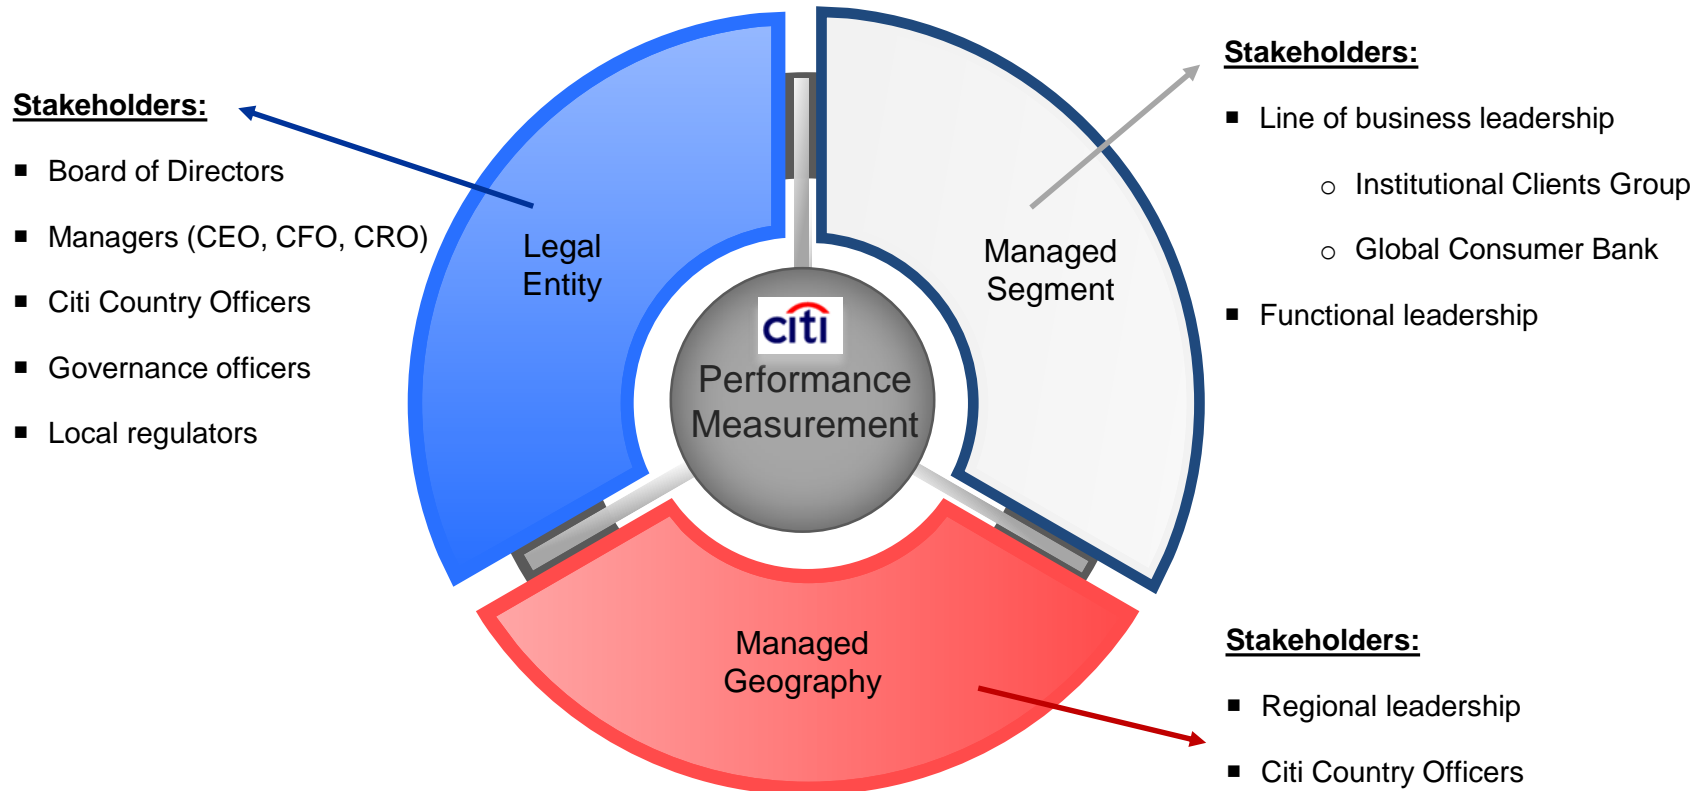 Stakeholders:
■ Board of Directors
■ Managers (CEO, CFO, CRO)
■ Citi Country Officers
■ Governance officers
■ Local regulators
Legal
Entity
citi
Performance
Measurement
Managed
Segment
Stakeholders:
■ Line of business leadership
o Institutional Clients Group
o Global Consumer Bank
■ Functional leadership
Managed
Geography
Stakeholders:
■ Regional leadership
■ Citi Country Officers